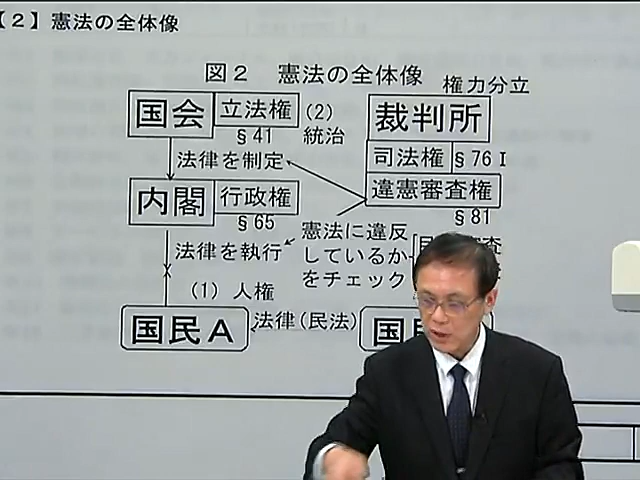 【2】憲法の全体像
図2 憲法の全体像
権力分立
国会 立法権 (2)
§41 統治
裁判所
司法権 §76Ⅰ
違憲審査権
§81
法律を制定
内閣 行政権
§65
憲法に違反
しているか
をチェック
法律を執行
審査
(1) 人権
国民A
法律(民法)
国